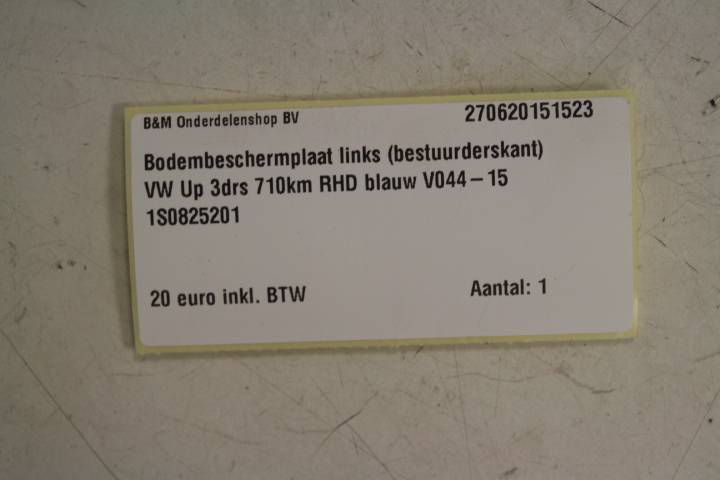 B&M Onderdelenshop BV 270620151523
Bodembeschermplaat links (bestuurderskant)
VW Up 3drs 710km RHD blauw V044 – 15
1S0825201
20 euro inkl. BTW Aantal: 1